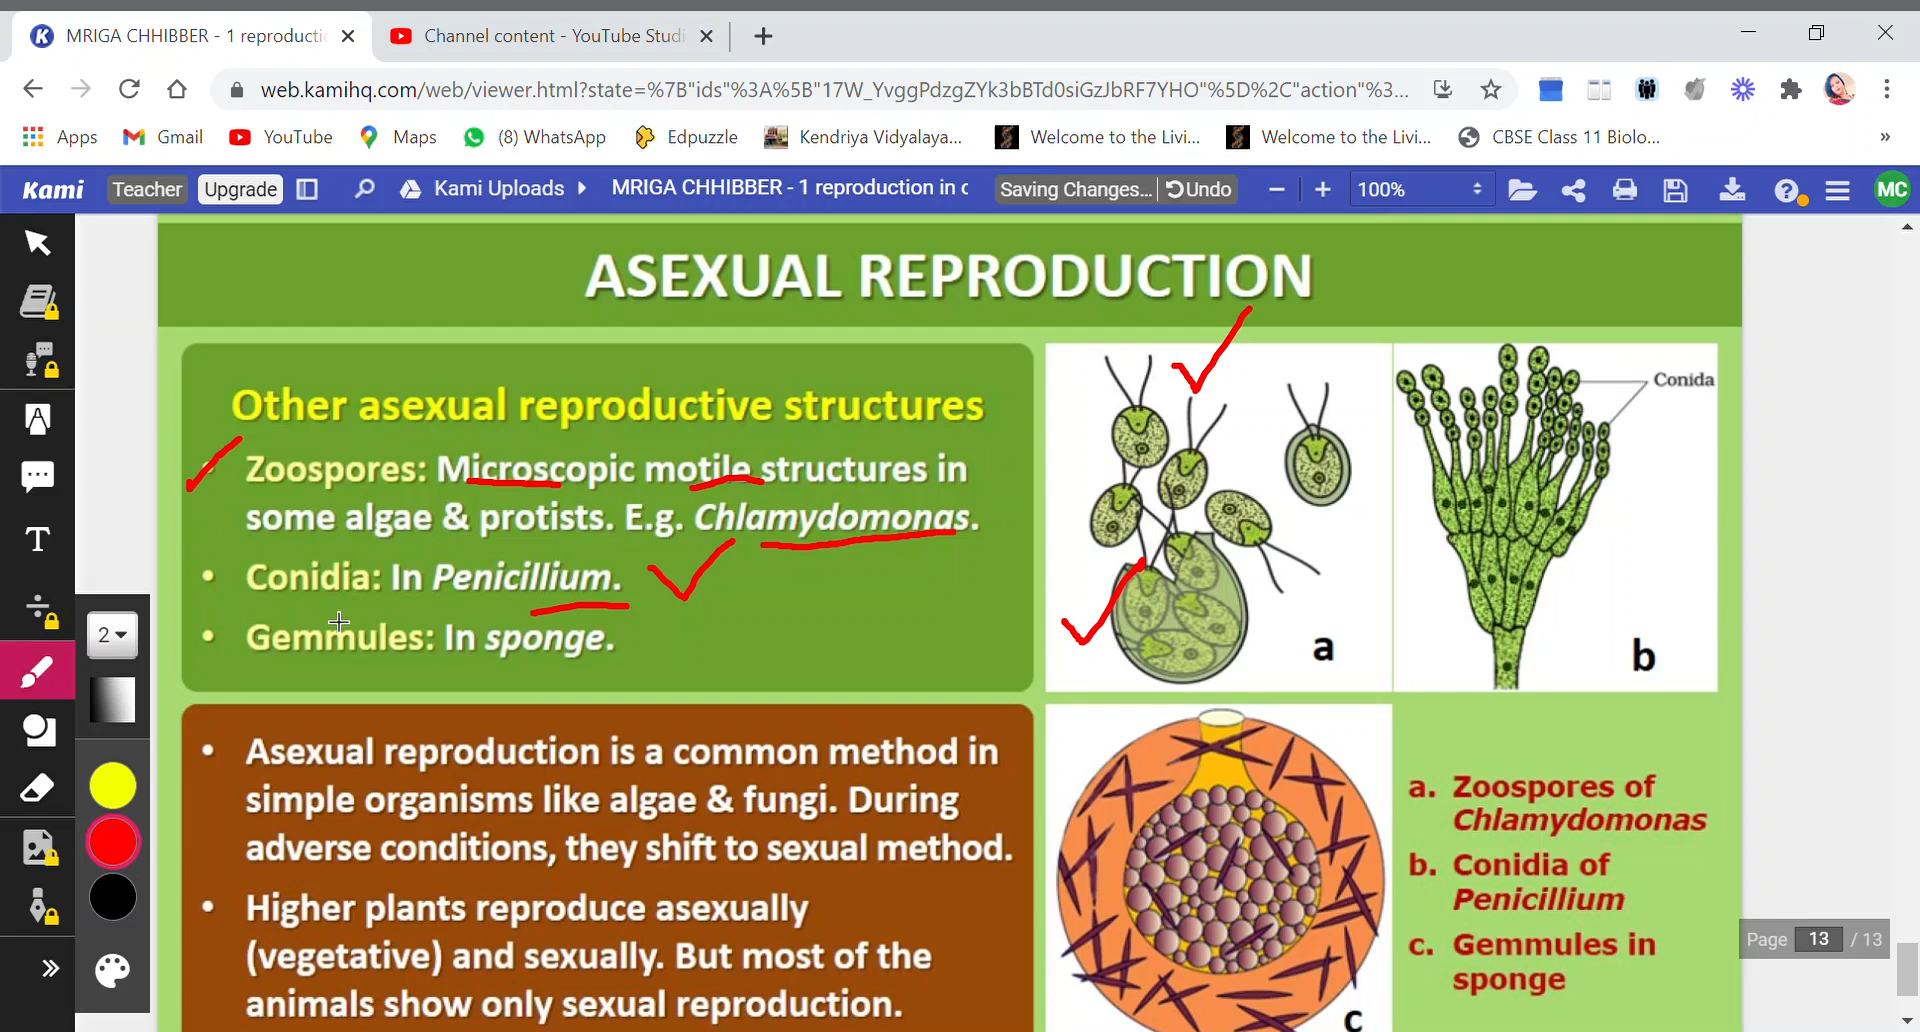 MRIGA CHHIBBER - 1 reproducti
Channel content - YouTube Studi
web.kamihq.com/web/viewer.html?state=%7B"ids"%3A%5B"17W_YvggPdzgZYk3bBTd0siGzJbRF7YHO"%5D%2C"action"%3...
Apps Gmail YouTube Maps (8) WhatsApp Edpuzzle Kendriya Vidyalaya... Welcome to the Livi... Welcome to the Livi... CBSE Class 11 Biolo... »
Kami Teacher Upgrade Kami Uploads MRIGA CHHIBBER - 1 reproduction in c Saving Changes... Undo 100% MC
ASEXUAL REPRODUCTION
Other asexual reproductive structures
• Zoospores: Microscopic motile structures in
some algae & protists. E.g. Chlamydomonas.
• Conidia: In Penicillium.
• Gemmules: In sponge.
Conida
a
b
2
• Asexual reproduction is a common method in
simple organisms like algae & fungi. During
adverse conditions, they shift to sexual method.
• Higher plants reproduce asexually
(vegetative) and sexually. But most of the
animals show only sexual reproduction.
c
a. Zoospores of
Chlamydomonas
b. Conidia of
Penicillium
c. Gemmules in
sponge
Page 13 / 13